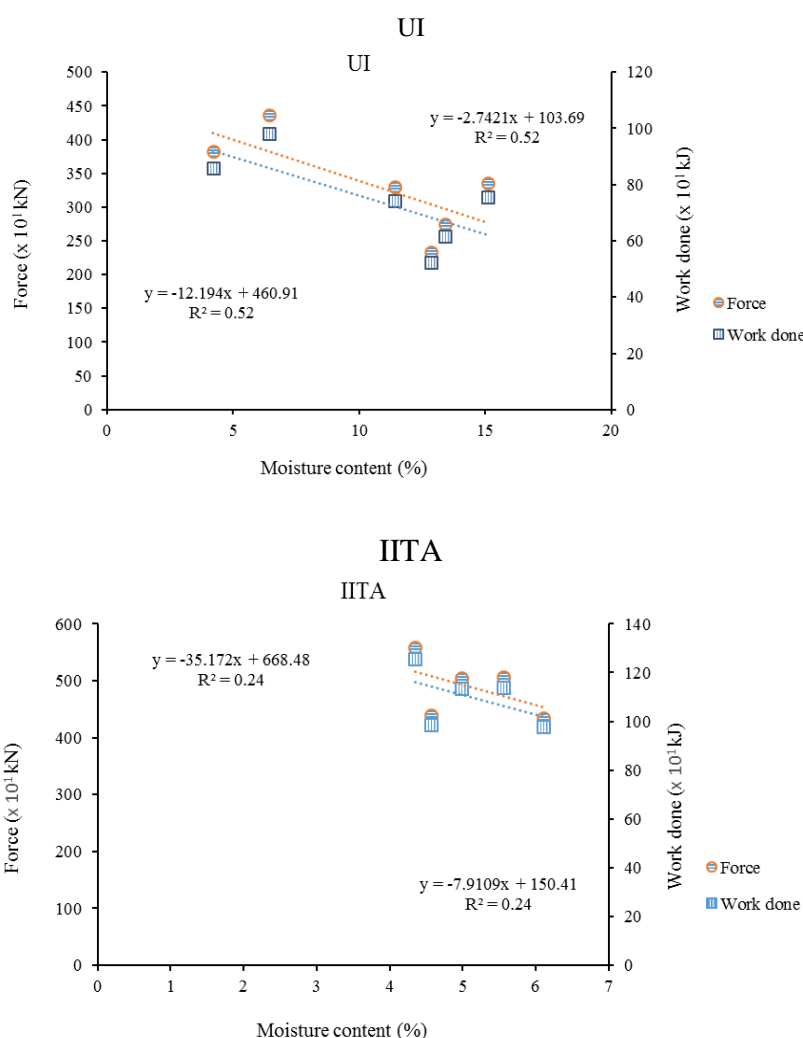 UI
UI
500
450
400
350
300
250
200
150
100
50
0
Force (x 10¹ kN)
y = -2.7421x + 103.69
R² = 0.52
y = -12.194x + 460.91
R² = 0.52
120
100
80
60
40
20
0
Work done (x 10¹ kJ)
Force
Work done
0 5 10 15 20
Moisture content (%)
IITA
IITA
600
500
400
300
200
100
0
Force (x 10¹ kN)
y = -35.172x + 668.48
R² = 0.24
y = -7.9109x + 150.41
R² = 0.24
140
120
100
80
60
40
20
0
Work done (x 10¹ kJ)
Force
Work done
0 1 2 3 4 5 6 7
Moisture content (%)